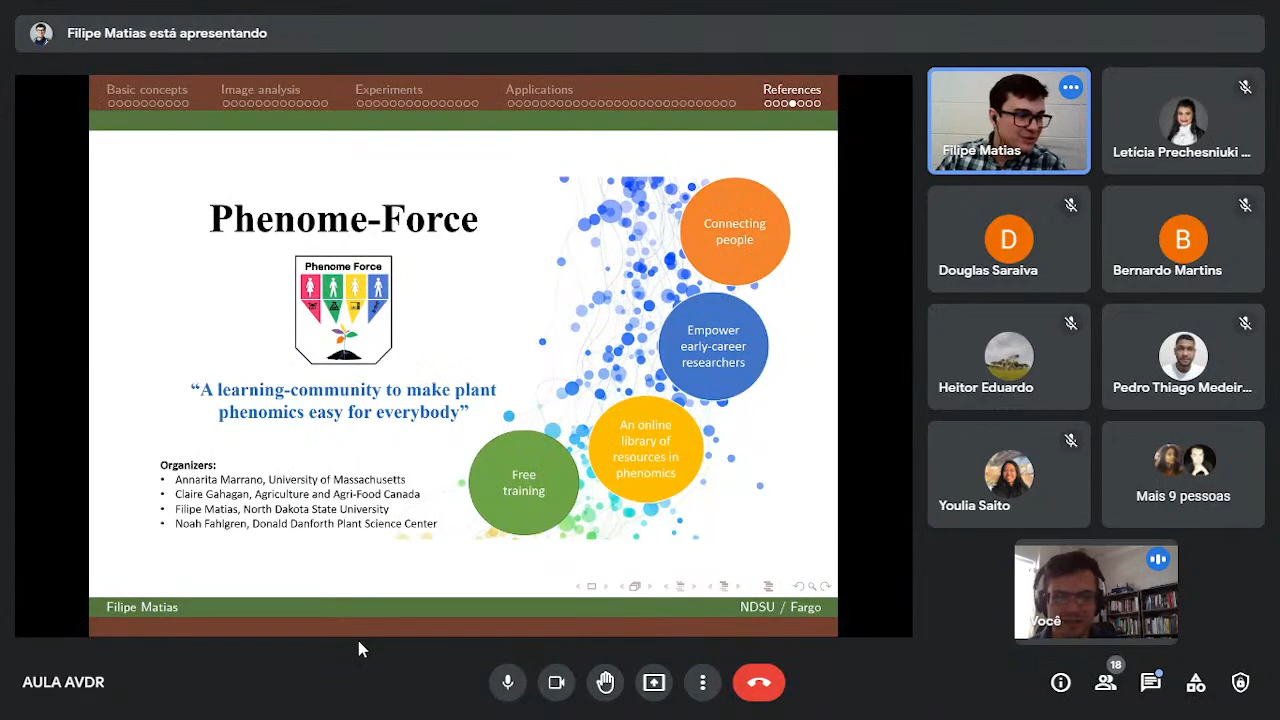 Filipe Matias está apresentando
Basic concepts
Image analysis
Experiments
Applications
References
Phenome-Force
Phenome Force
“A learning-community to make plant
phenomics easy for everybody”
Organizers:
• Annarita Marrano, University of Massachusetts
• Claire Gahagan, Agriculture and Agri-Food Canada
• Filipe Matias, North Dakota State University
• Noah Fahlgren, Donald Danforth Plant Science Center
Connecting
people
Empower
early-career
researchers
An online
library of
resources in
phenomics
Free
training
Filipe Matias
NDSU / Fargo
Filipe Matias
Letícia Prechesniuki ...
D
Douglas Saraiva
B
Bernardo Martins
Heitor Eduardo
Pedro Thiago Medeir...
Youlia Saito
Mais 9 pessoas
Você
AULA AVDR
18